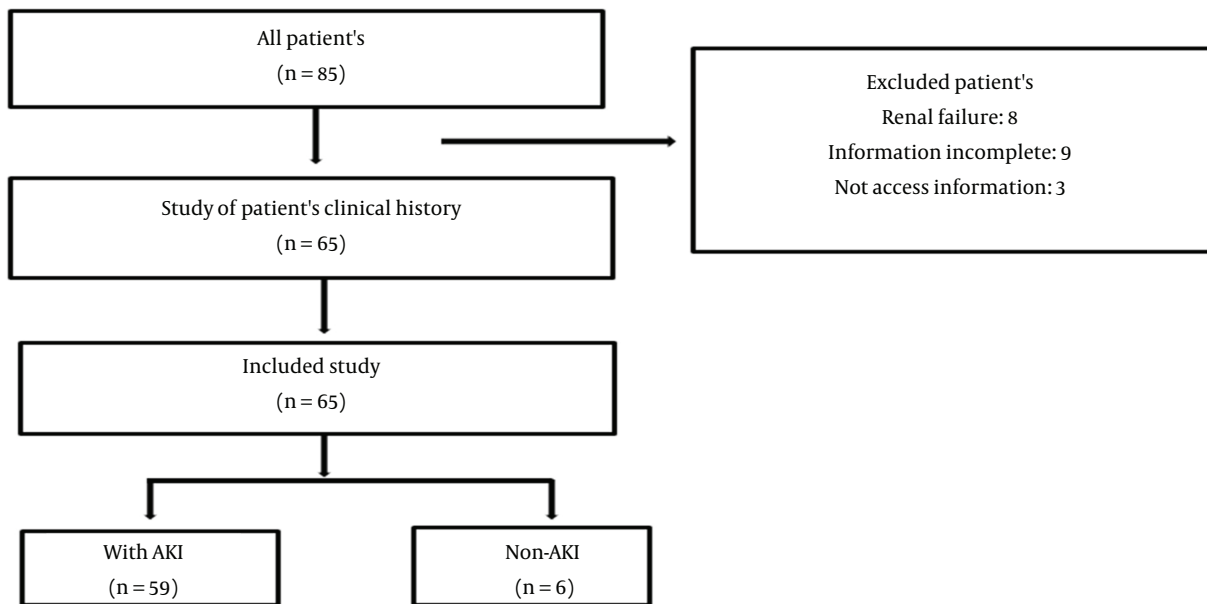 All patient's
(n = 85)
Excluded patient's
Renal failure: 8
Information incomplete: 9
Not access information: 3
Study of patient's clinical history
(n = 65)
Included study
(n = 65)
With AKI
(n = 59)
Non-AKI
(n = 6)